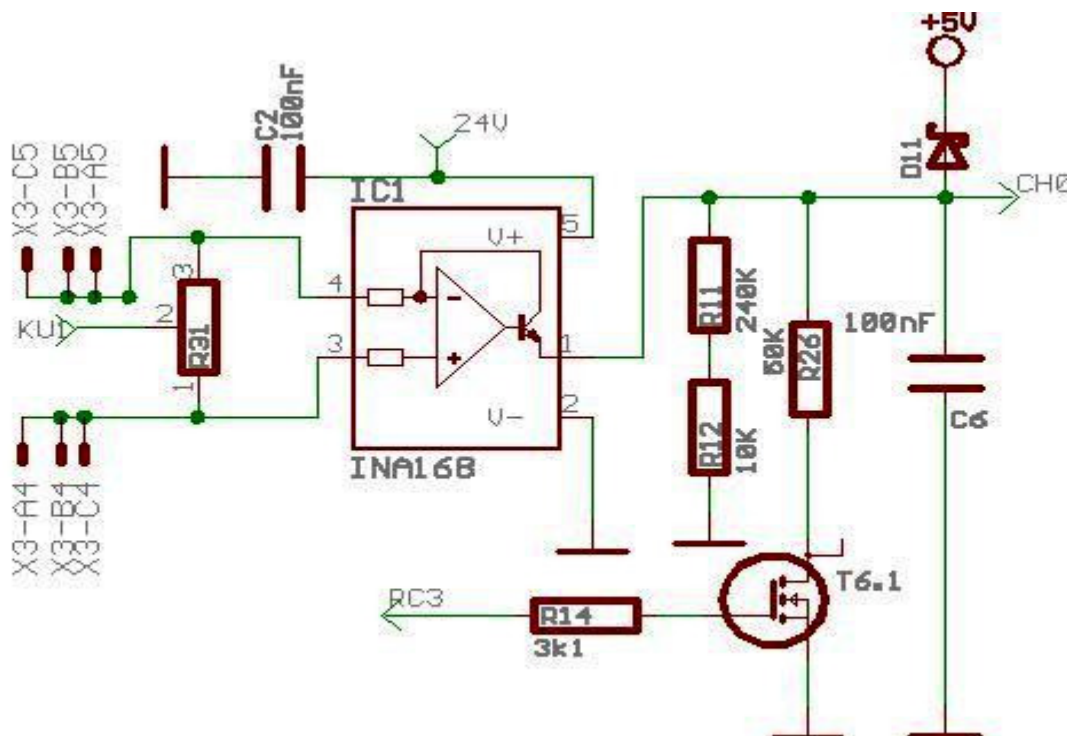 +5V
C2
100nF
24V
D11
X3-C5
X3-B5
X3-A5
IC1
CH0
V+
5
3
4
R11
240K
100nF
KU1
2
R31
3
1
R26
1
V-
2
C6
R12
10K
INA168
X3-A4
X3-B4
X3-C4
T6.1
RC3
R14
3k1